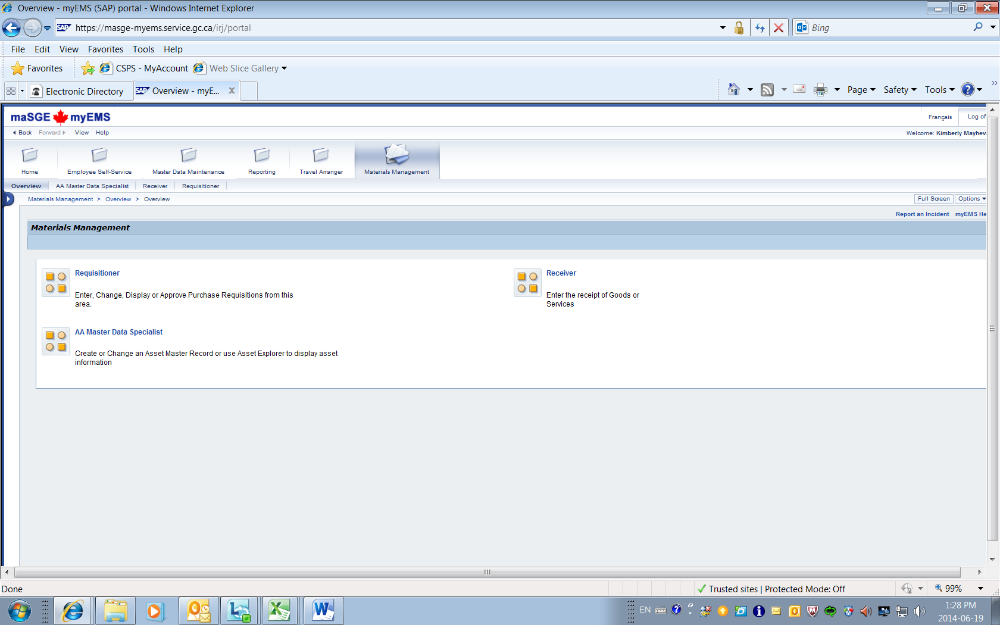 Overview - myEMS (SAP) portal - Windows Internet Explorer
SAP https://masge-myems.service.gc.ca/irj/portal Bing
File Edit View Favorites Tools Help
Favorites CSPS - MyAccount Web Slice Gallery
Electronic Directory SAP Overview - myE... Page Safety Tools
maSGE myEMS Français Log of
Back Forward View Help Welcome: Kimberly Mayhew
Home Employee Self-Service Master Data Maintenance Reporting Travel Arranger Materials Management
Overview AA Master Data Specialist Receiver Requisitioner
Materials Management > Overview > Overview Full Screen Options
Report an Incident myEMS He
Materials Management
Requisitioner
Enter, Change, Display or Approve Purchase Requisitions from this
area.
Receiver
Enter the receipt of Goods or
Services
AA Master Data Specialist
Create or Change an Asset Master Record or use Asset Explorer to display asset
information
Done Trusted sites | Protected Mode: Off 99%
EN 1:28 PM
2014-06-19